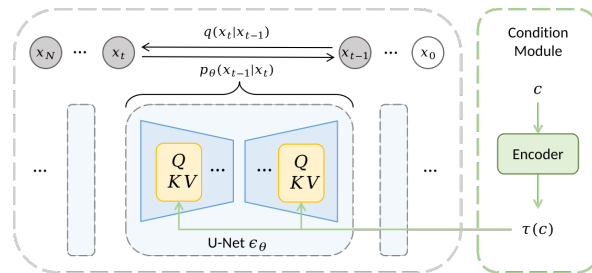 q(x_t|x_{t−1})
x_N ... x_t x_{t−1} ... x_0
p_θ(x_{t−1}|x_t)
Condition
Module
c
Encoder
τ(c)
Q
KV
...
Q
...
KV
...
...
U-Net ϵ_θ